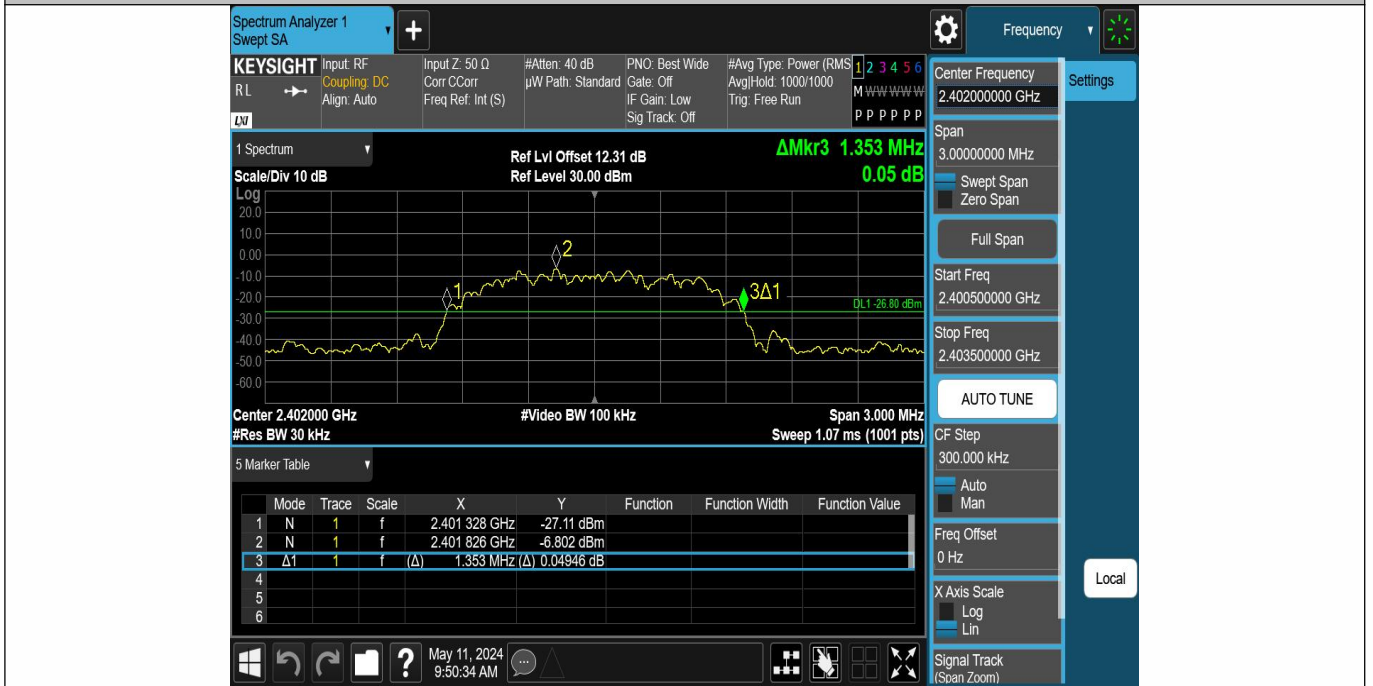 Spectrum Analyzer 1
Swept SA
+
Frequency
KEYSIGHT
RL
LXI
Input: RF
Coupling: DC
Align: Auto
Input Z: 50 Ω
Corr CCorr
Freq Ref: Int (S)
#Atten: 40 dB
µW Path: Standard
PNO: Best Wide
Gate: Off
IF Gain: Low
Sig Track: Off
#Avg Type: Power (RMS
Avg|Hold: 1000/1000
Trig: Free Run
1 2 3 4 5 6
M W W W W W
P P P P P P
1 Spectrum
Scale/Div 10 dB
Ref Lvl Offset 12.31 dB
Ref Level 30.00 dBm
ΔMkr3 1.353 MHz
0.05 dB
Log
20.0
10.0
0.00
-10.0
-20.0
-30.0
-40.0
-50.0
-60.0
1
2
3Δ1
DL1 -26.80 dBm
Center 2.402000 GHz
#Video BW 100 kHz
Span 3.000 MHz
#Res BW 30 kHz
Sweep 1.07 ms (1001 pts)
5 Marker Table
Mode Trace Scale X Y Function Function Width Function Value
1 N 1 f 2.401 328 GHz -27.11 dBm
2 N 1 f 2.401 826 GHz -6.802 dBm
3 Δ1 1 f (Δ) 1.353 MHz (Δ) 0.04946 dB
4
5
6
?
May 11, 2024
9:50:34 AM
Center Frequency
2.402000000 GHz
Settings
Span
3.00000000 MHz
Swept Span
Zero Span
Full Span
Start Freq
2.400500000 GHz
Stop Freq
2.403500000 GHz
AUTO TUNE
CF Step
300.000 kHz
Auto
Man
Freq Offset
0 Hz
X Axis Scale
Log
Lin
Signal Track
(Span Zoom)
Local